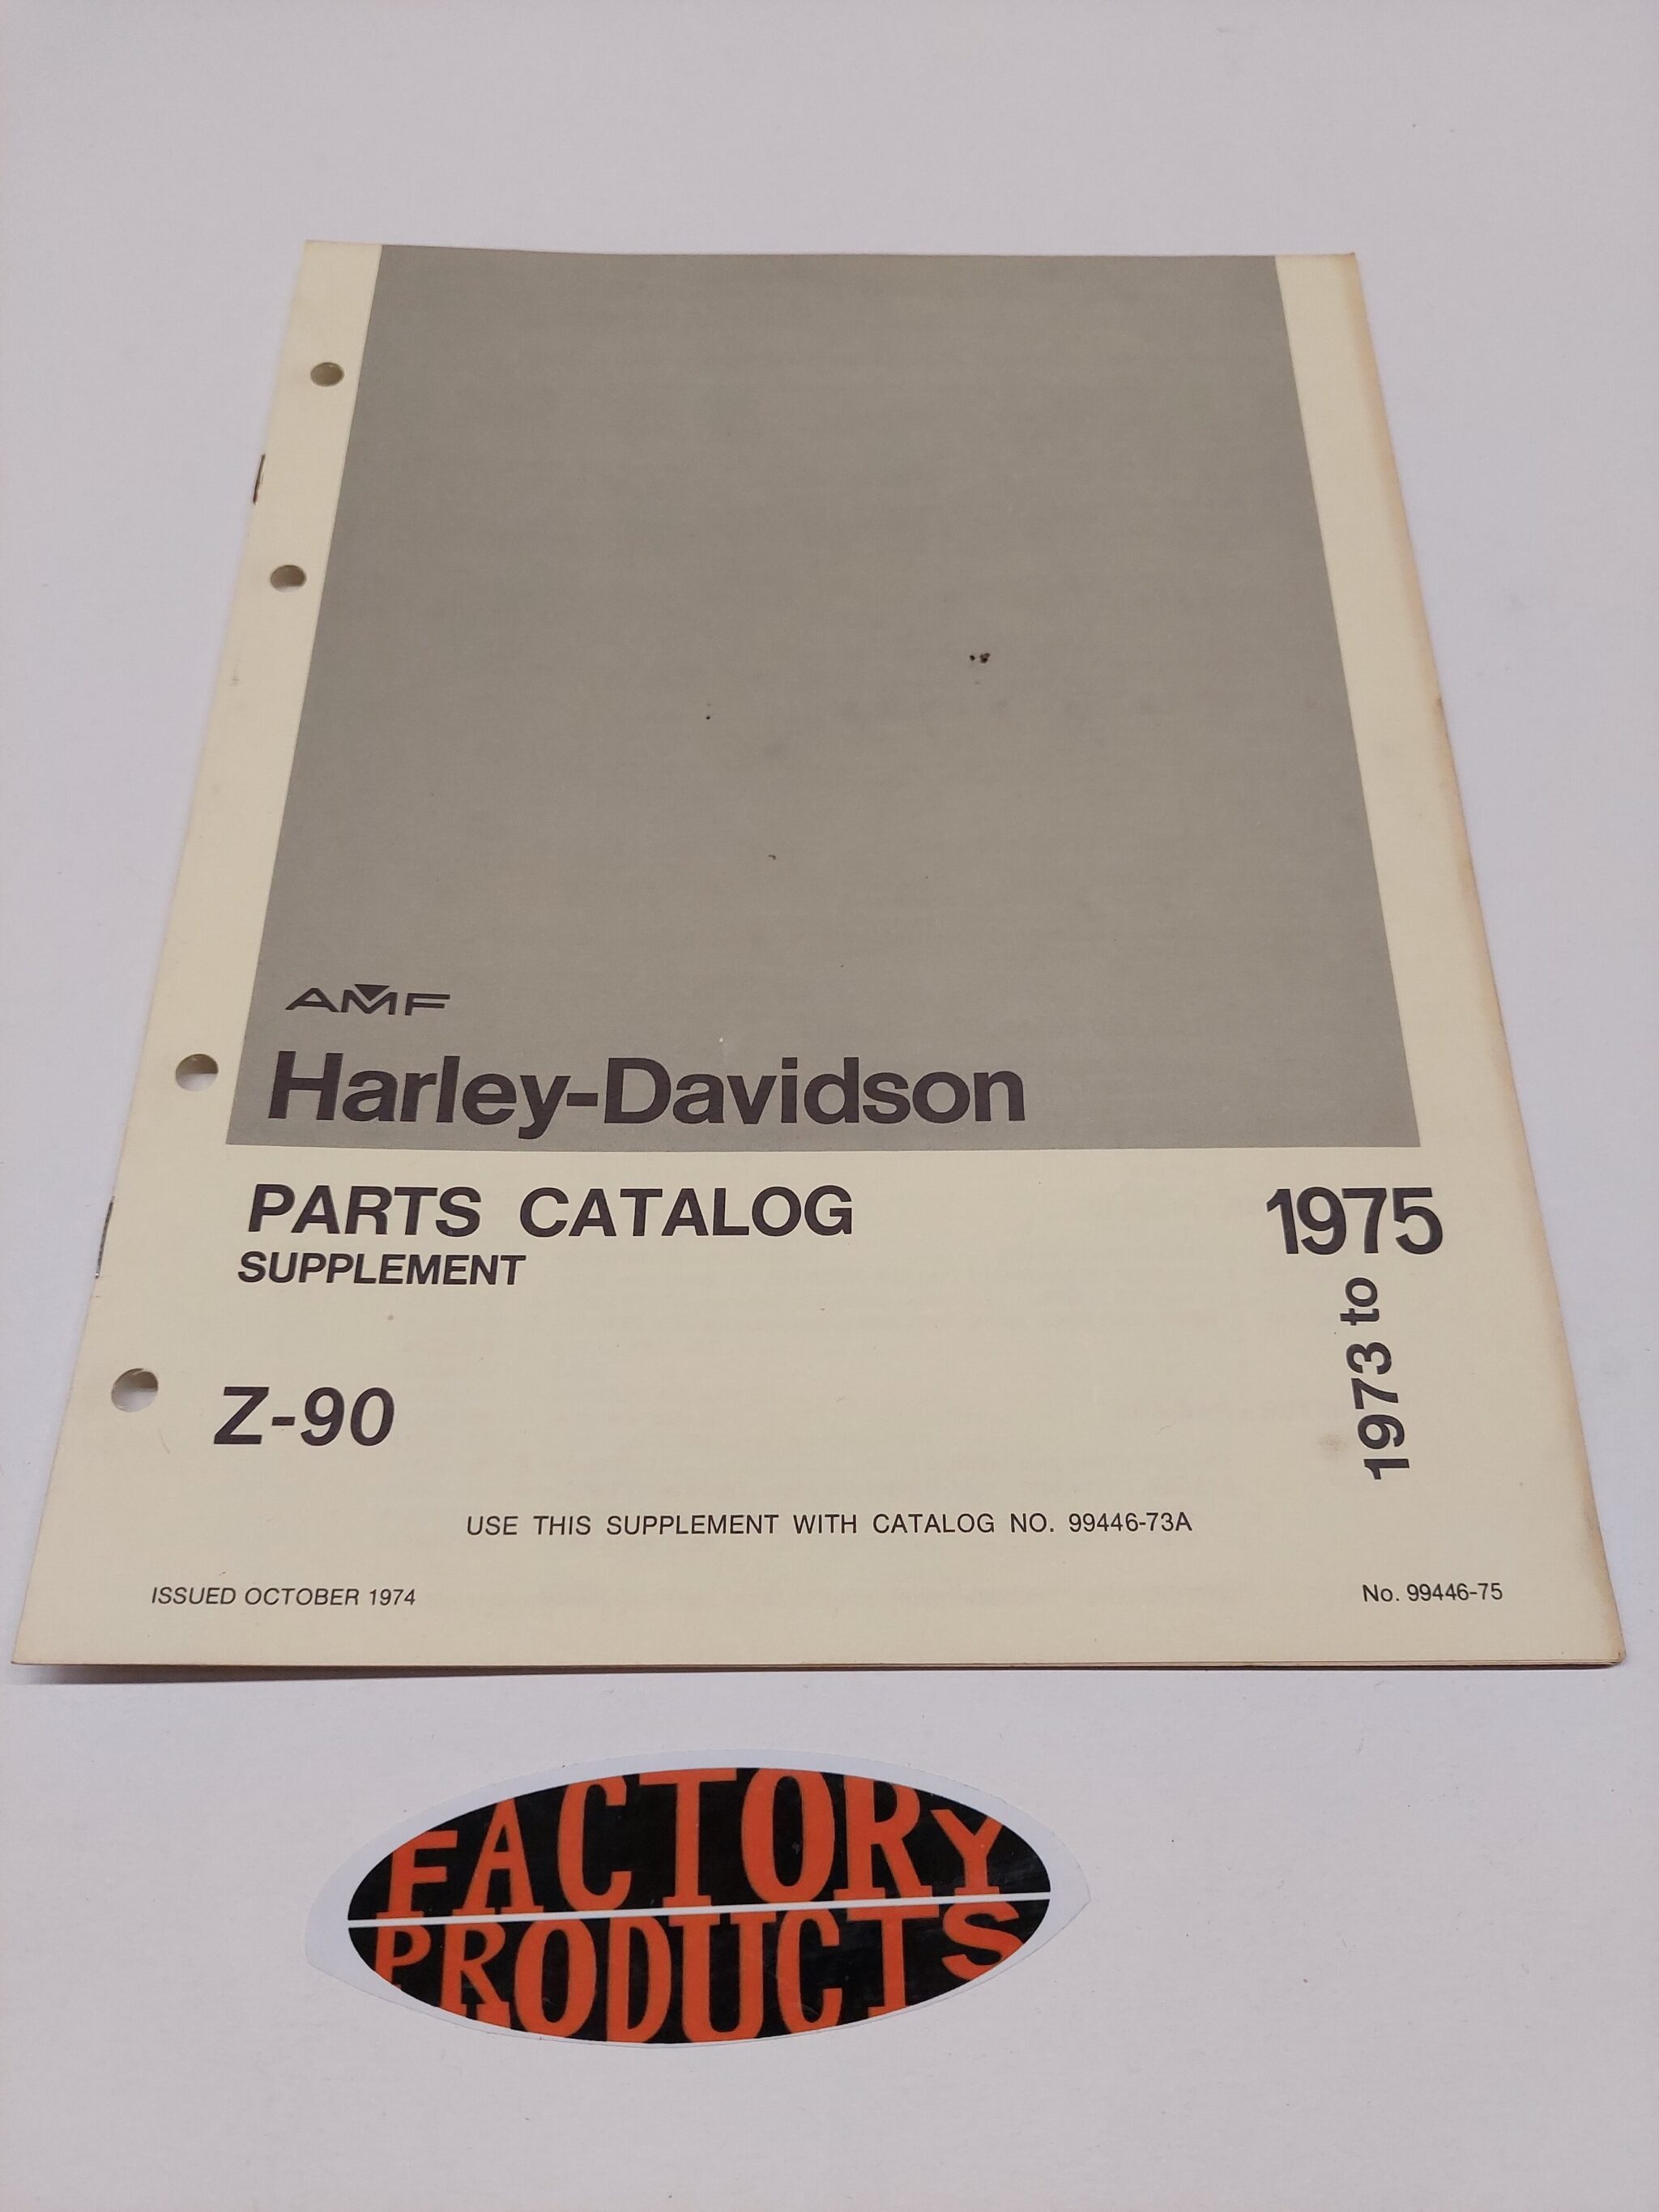 AMF
Harley-Davidson
PARTS CATALOG
SUPPLEMENT
1973 to
1975
Z-90
USE THIS SUPPLEMENT WITH CATALOG NO. 99446-73A
ISSUED OCTOBER 1974
No. 99446-75
FACTORY
PRODUCTS